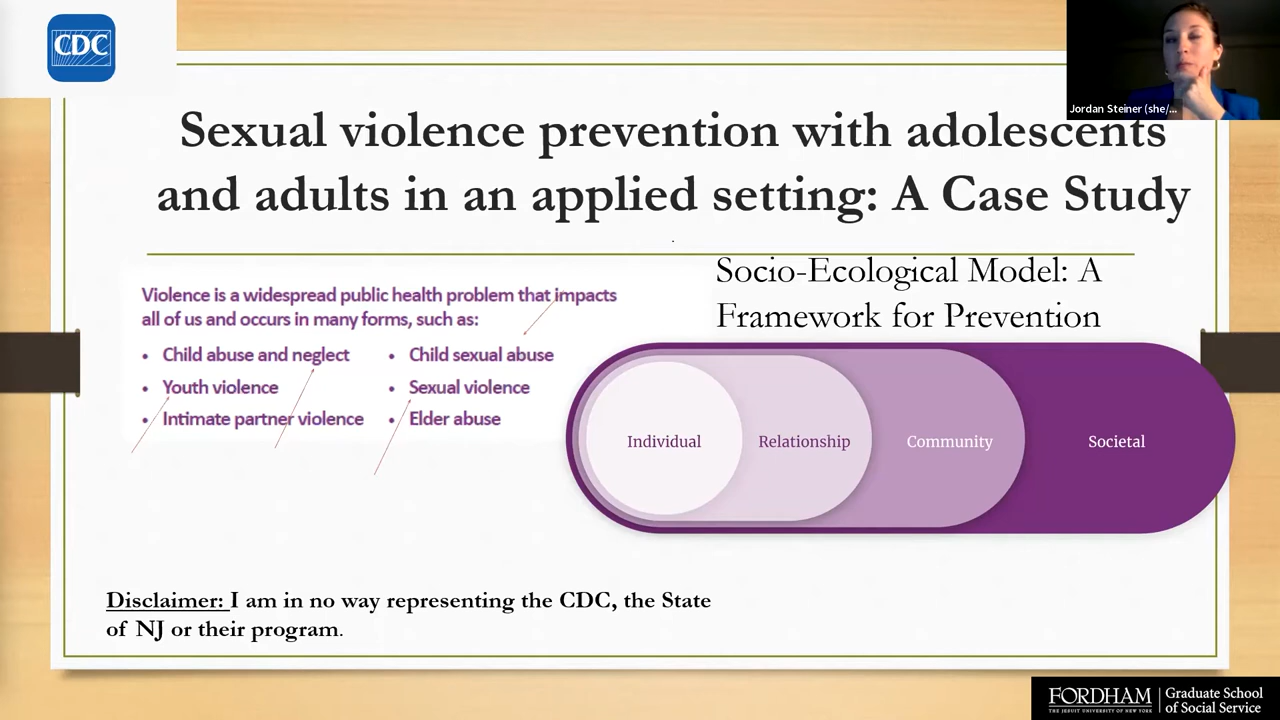 CDC
Jordan Steiner (she/...
Sexual violence prevention with adolescents
and adults in an applied setting: A Case Study
Socio-Ecological Model: A
Framework for Prevention
Violence is a widespread public health problem that impacts
all of us and occurs in many forms, such as:
• Child abuse and neglect
• Youth violence
• Intimate partner violence
• Child sexual abuse
• Sexual violence
• Elder abuse
Individual
Relationship
Community
Societal
Disclaimer: I am in no way representing the CDC, the State
of NJ or their program.
FORDHAM
THE JESUIT UNIVERSITY OF NEW YORK
Graduate School
of Social Service